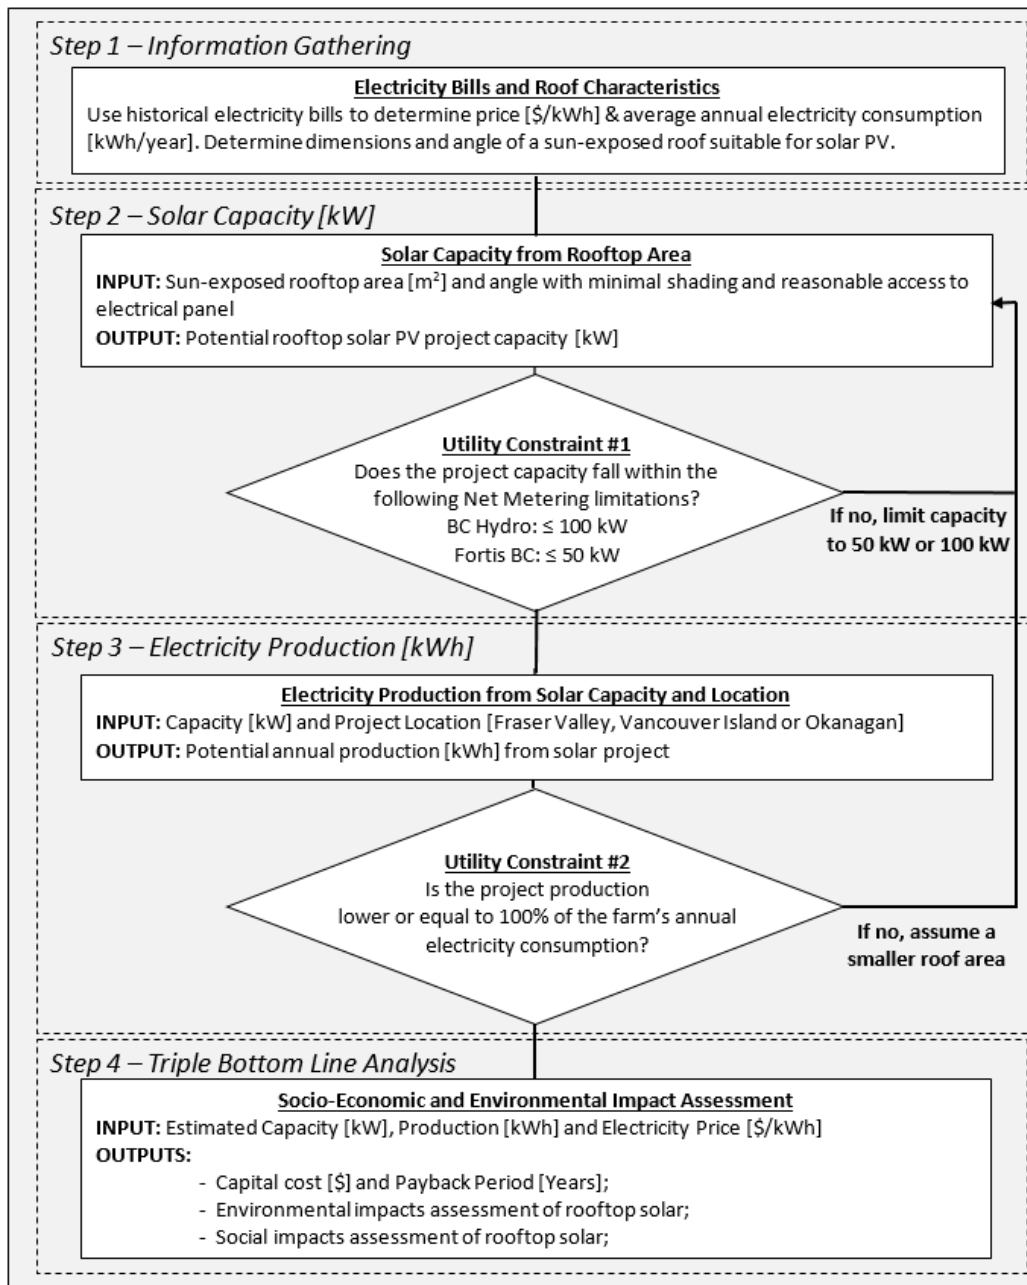 Step 1 – Information Gathering
Electricity Bills and Roof Characteristics
Use historical electricity bills to determine price [$/kWh] & average annual electricity consumption
[kWh/year]. Determine dimensions and angle of a sun-exposed roof suitable for solar PV.
Step 2 – Solar Capacity [kW]
Solar Capacity from Rooftop Area
INPUT: Sun-exposed rooftop area [m²] and angle with minimal shading and reasonable access to
electrical panel
OUTPUT: Potential rooftop solar PV project capacity [kW]
Utility Constraint #1
Does the project capacity fall within the
following Net Metering limitations?
BC Hydro: ≤ 100 kW
Fortis BC: ≤ 50 kW
If no, limit capacity
to 50 kW or 100 kW
Step 3 – Electricity Production [kWh]
Electricity Production from Solar Capacity and Location
INPUT: Capacity [kW] and Project Location [Fraser Valley, Vancouver Island or Okanagan]
OUTPUT: Potential annual production [kWh] from solar project
Utility Constraint #2
Is the project production
lower or equal to 100% of the farm's annual
electricity consumption?
If no, assume a
smaller roof area
Step 4 – Triple Bottom Line Analysis
Socio-Economic and Environmental Impact Assessment
INPUT: Estimated Capacity [kW], Production [kWh] and Electricity Price [$/kWh]
OUTPUTS:
- Capital cost [$] and Payback Period [Years];
- Environmental impacts assessment of rooftop solar;
- Social impacts assessment of rooftop solar;